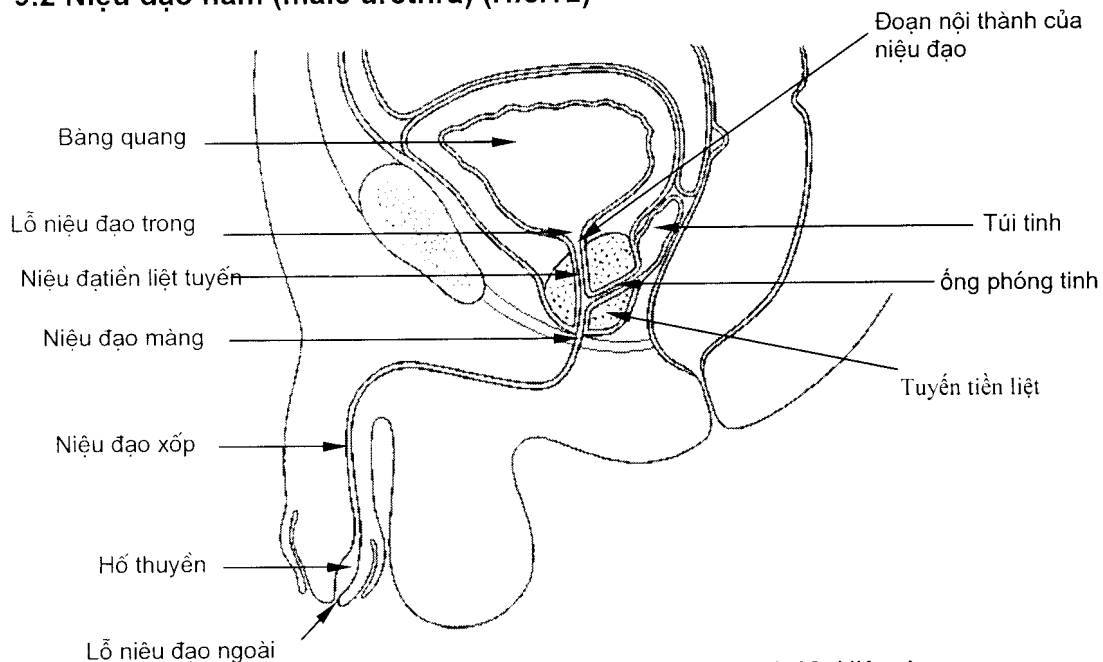 Đoạn nội thành của
niệu đạo
Bàng quang
Lỗ niệu đạo trong
Túi tinh
Niệu đạtiền liệt tuyến
ống phóng tinh
Niệu đạo màng
Tuyến tiền liệt
Niệu đạo xốp
Hố thuyền
Lỗ niệu đạo ngoài